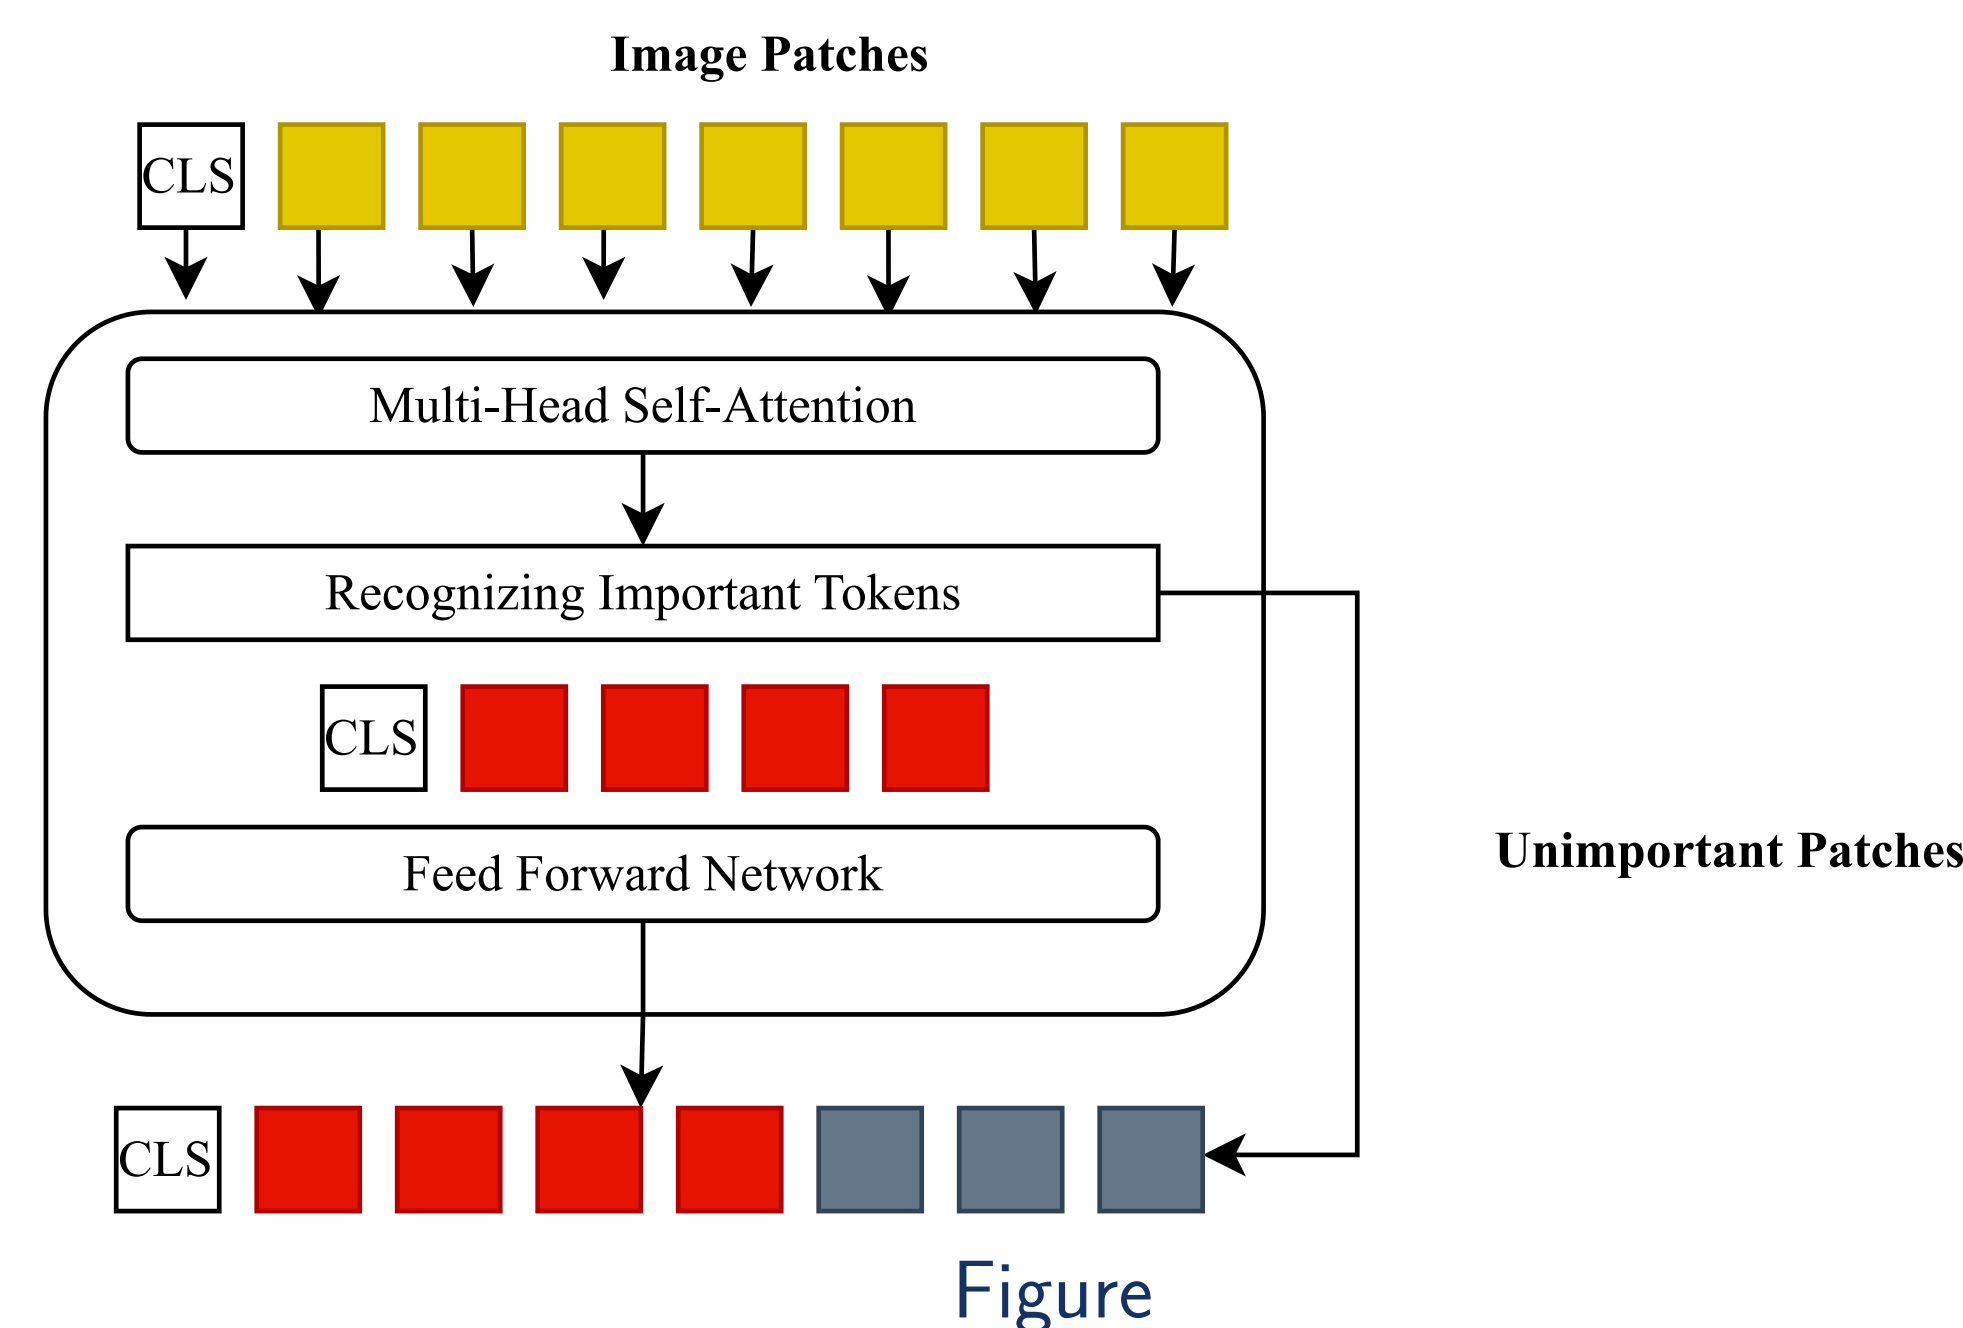 Image Patches
CLS
Multi-Head Self-Attention
Recognizing Important Tokens
CLS
Feed Forward Network
Unimportant Patches
CLS
Figure